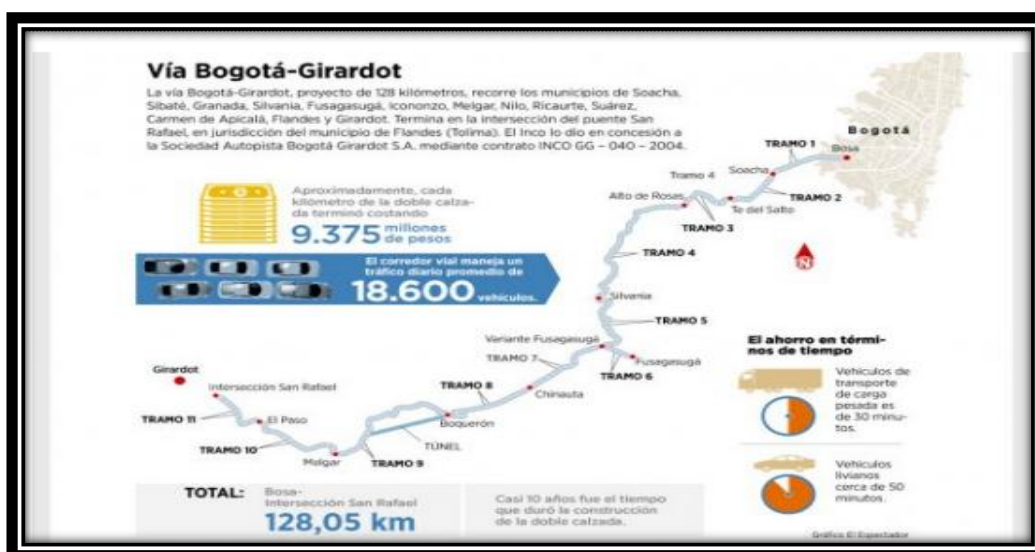 Vía Bogotá-Girardot
La vía Bogotá-Girardot, proyecto de 128 kilómetros, recorre los municipios de Soacha,
Sibaté, Granada, Silvania, Fusagasugá, Icononzo, Melgar, Nilo, Ricaurte, Suárez,
Carmen de Apicalá, Flandes y Girardot. Termina en la intersección del puente San
Rafael, en jurisdicción del municipio de Flandes (Tolima). El Inco lo dio en concesión a
la Sociedad Autopista Bogotá Girardot S.A. mediante contrato INCO GG - 040 - 2004.
Aproximadamente, cada
kilómetro de la doble calza-
da terminó costando
9.375 millones
de pesos
El corredor vial maneja un
tráfico diario promedio de
18.600 vehículos.
Bogotá
Bosa
TRAMO 1
Soacha
TRAMO 2
Tramo 4
Alto de Rosas
Te del Salto
TRAMO 3
TRAMO 4
N
Silvania
TRAMO 5
Variante Fusagasugá
Fusagasugá
TRAMO 6
TRAMO 7
Chinauta
TRAMO 8
Boquerón
TÚNEL
TRAMO 9
Melgar
TRAMO 10
El Paso
TRAMO 11
Intersección San Rafael
Girardot
El ahorro en térmi-
nos de tiempo
Vehículos de
transporte
de carga
pesada es
de 30 minu-
tos.
Vehículos
livianos
cerca de 50
minutos.
TOTAL:
Bosa-
Intersección San Rafael
128,05 km
Casi 10 años fue el tiempo
que duró la construcción
de la doble calzada.
Gráfico El Espectador